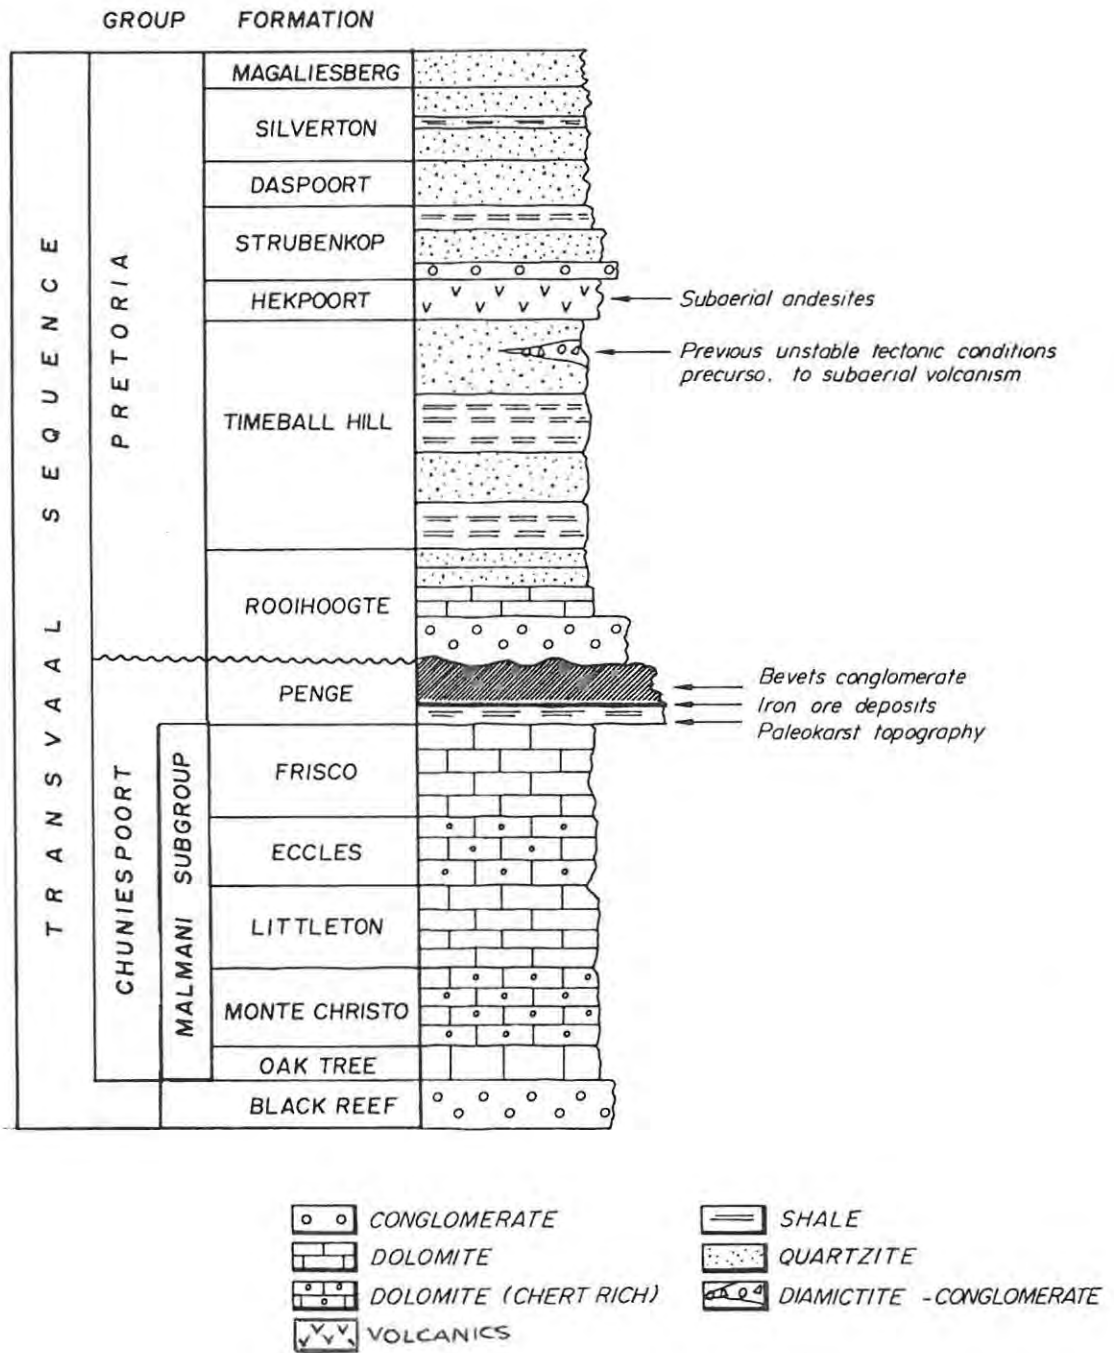 GROUP FORMATION
TRANSVAAL SEQUENCE
PRETORIA
CHUNIESPOORT
MALMANI SUBGROUP
MAGALIESBERG
SILVERTON
DASPOORT
STRUBENKOP
HEKPOORT
TIMEBALL HILL
ROOIHOOGTE
PENGE
FRISCO
ECCLES
LITTLETON
MONTE CHRISTO
OAK TREE
BLACK REEF
Subaerial andesites
Previous unstable tectonic conditions
precurso. to subaerial volcanism
Bevets conglomerate
Iron ore deposits
Paleokarst topography
CONGLOMERATE
DOLOMITE
DOLOMITE (CHERT RICH)
VOLCANICS
SHALE
QUARTZITE
DIAMICTITE - CONGLOMERATE